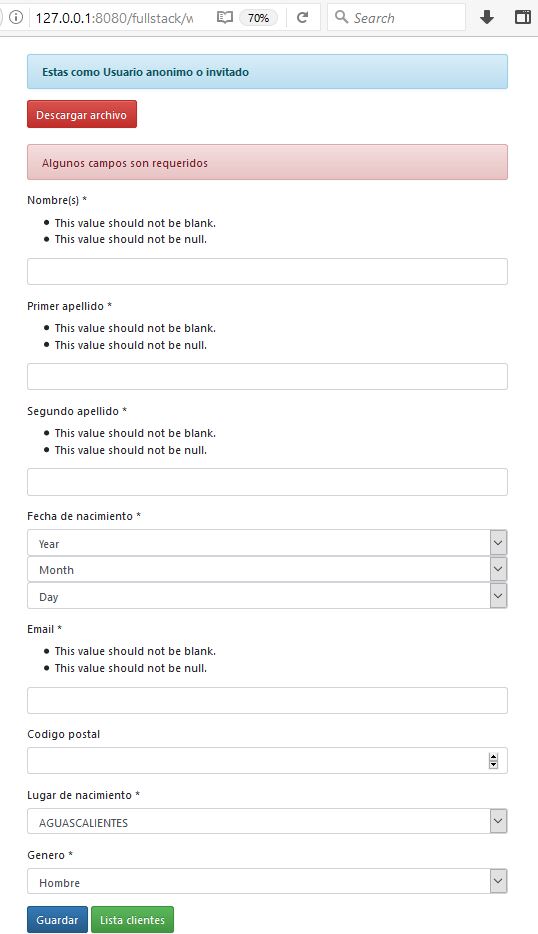 127.0.0.1:8080/fullstack/w
70%
Search
Estas como Usuario anonimo o invitado
Descargar archivo
Algunos campos son requeridos
Nombre(s) *
This value should not be blank.
This value should not be null.
Primer apellido *
This value should not be blank.
This value should not be null.
Segundo apellido *
This value should not be blank.
This value should not be null.
Fecha de nacimiento *
Year
Month
Day
Email *
This value should not be blank.
This value should not be null.
Codigo postal
Lugar de nacimiento *
AGUASCALIENTES
Genero *
Hombre
Guardar Lista clientes